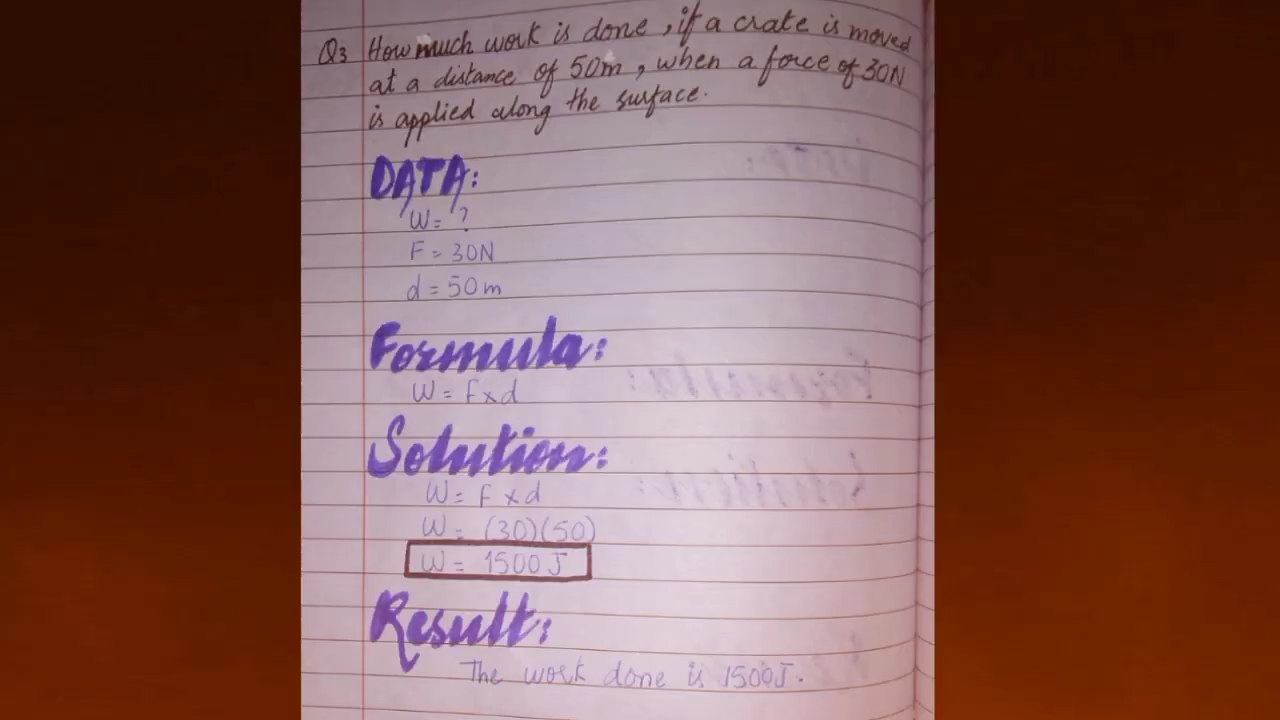 Q3 How much work is done, if a crate is moved
at a distance of 50m, when a force of 30N
is applied along the surface.
DATA:
W = ?
F = 30N
d = 50m
Formula:
W = F x d
Solution:
W = F x d
W = (30)(50)
W = 1500 J
Result:
The work done is 1500J.